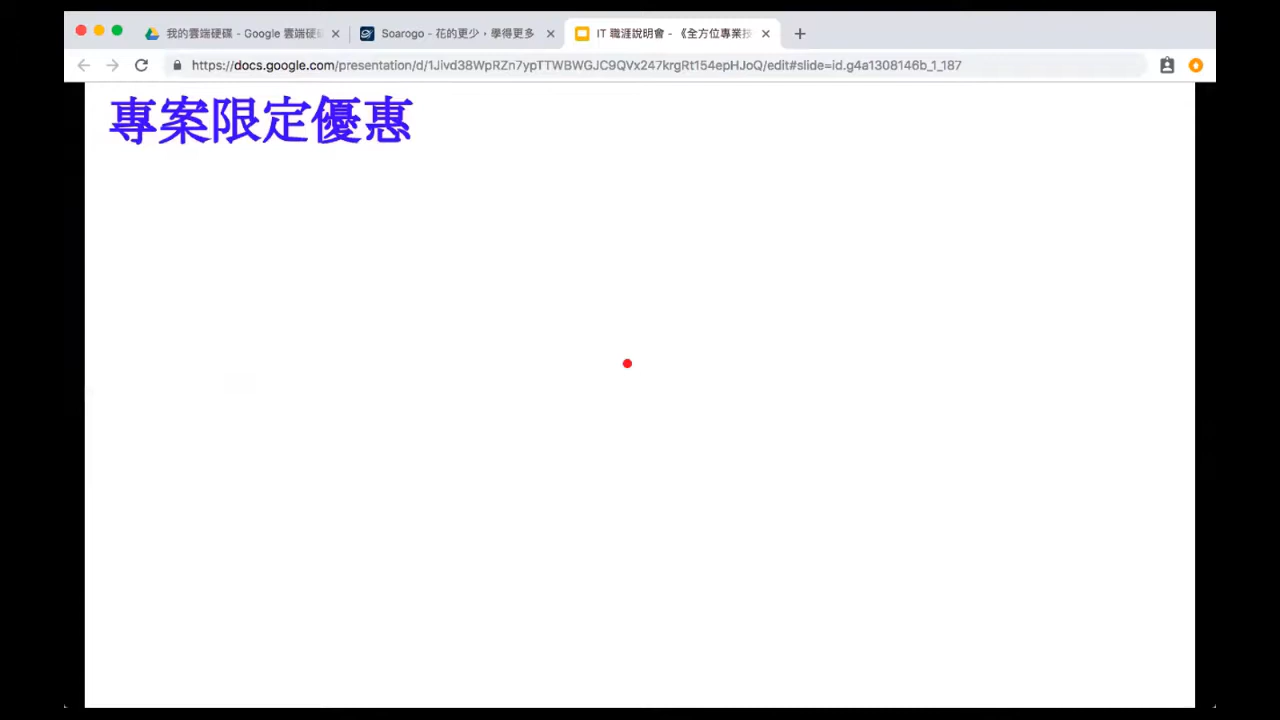 我的雲端硬碟 - Google 雲端硬
Soarogo - 花的更少，學得更多
IT 職涯說明會 - 《全方位專業技
https://docs.google.com/presentation/d/1Jivd38WpRZn7ypTTWBWGJC9QVx247krgRt154epHJoQ/edit#slide=id.g4a1308146b_1_187
專案限定優惠